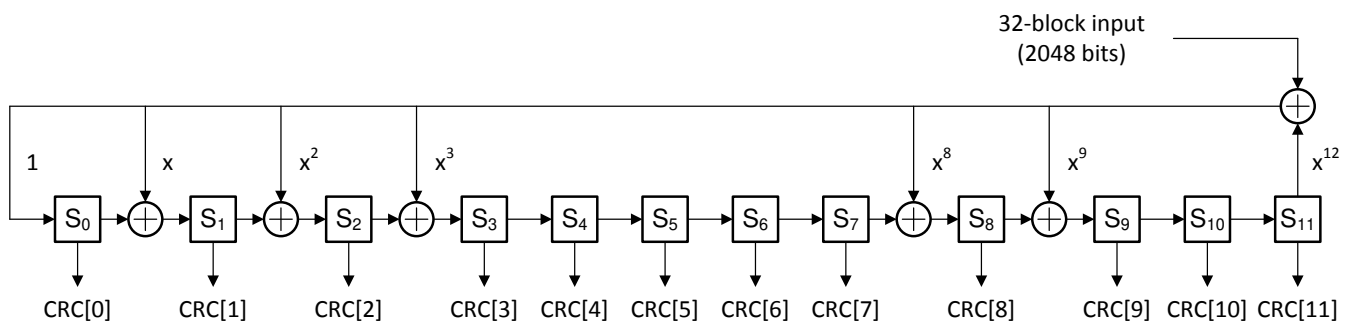 32-block input
(2048 bits)
1 x x² x³ x⁸ x⁹ x¹²
S₀ S₁ S₂ S₃ S₄ S₅ S₆ S₇ S₈ S₉ S₁₀ S₁₁
CRC[0] CRC[1] CRC[2] CRC[3] CRC[4] CRC[5] CRC[6] CRC[7] CRC[8] CRC[9] CRC[10] CRC[11]